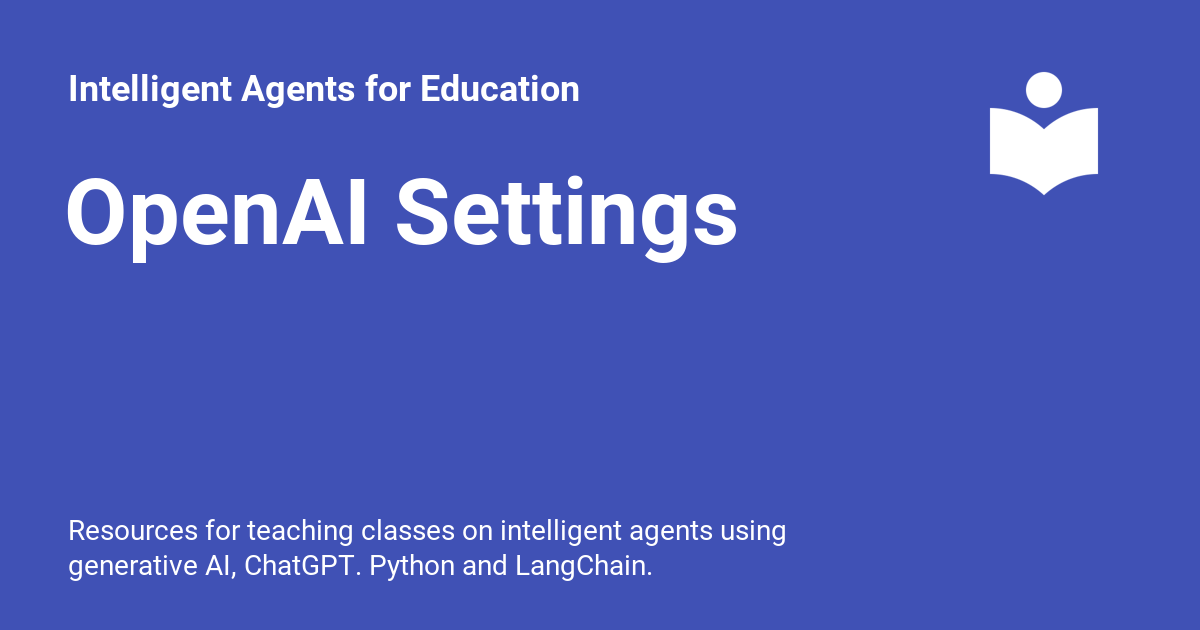 Intelligent Agents for Education
OpenAI Settings
Resources for teaching classes on intelligent agents using
generative AI, ChatGPT. Python and LangChain.